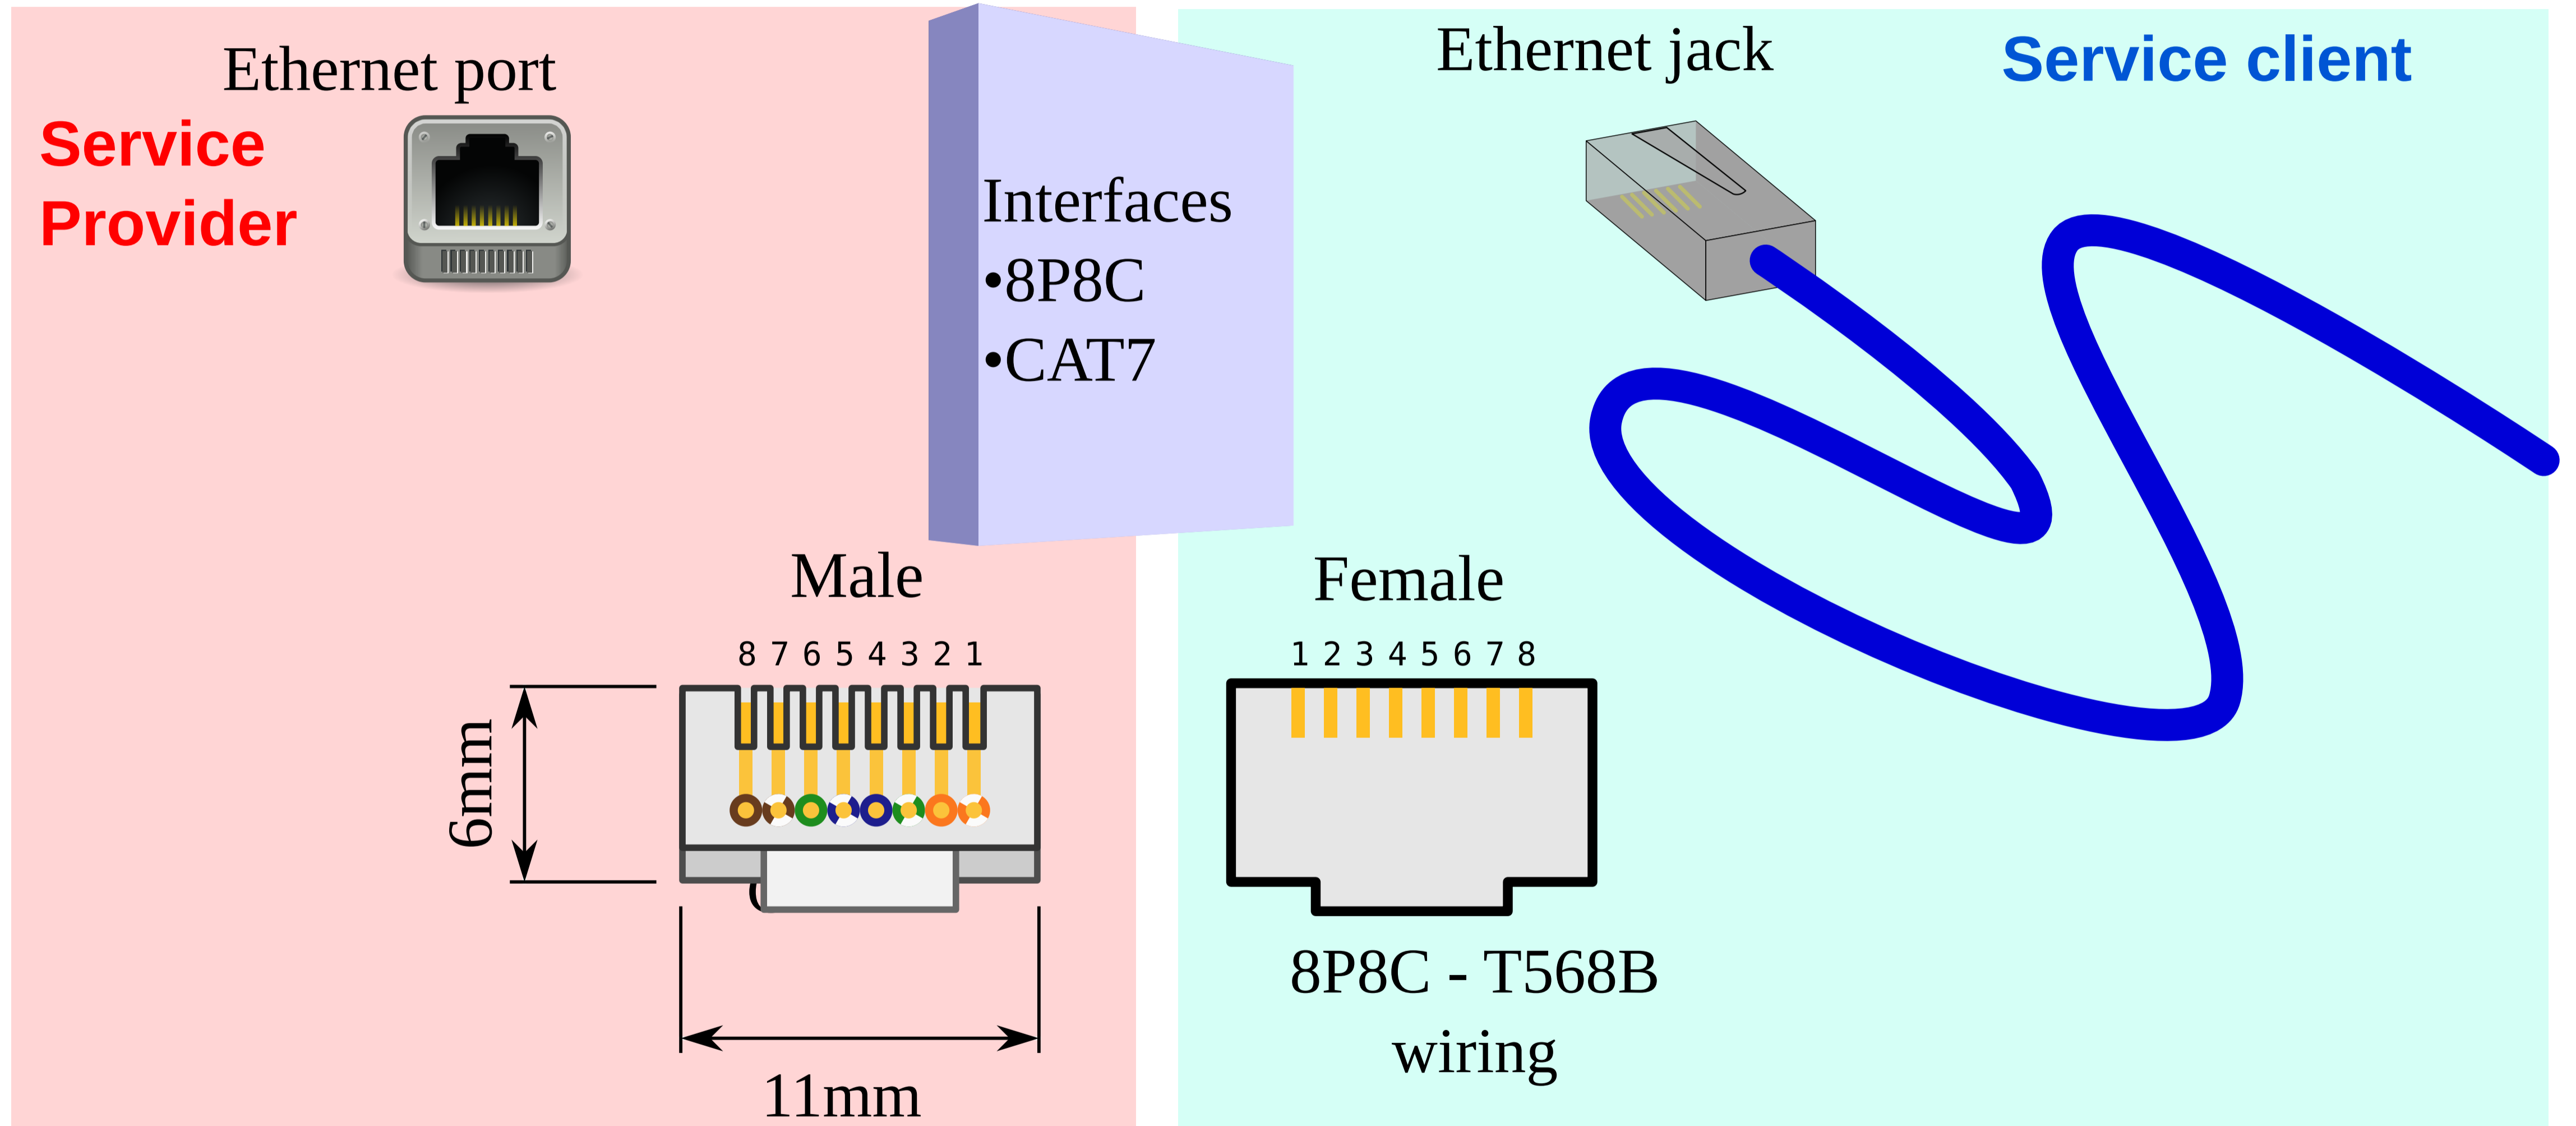 Ethernet port
Service
Provider
Interfaces
•8P8C
•CAT7
Ethernet jack
Service client
Male
8 7 6 5 4 3 2 1
6mm
11mm
Female
1 2 3 4 5 6 7 8
8P8C - T568B
wiring